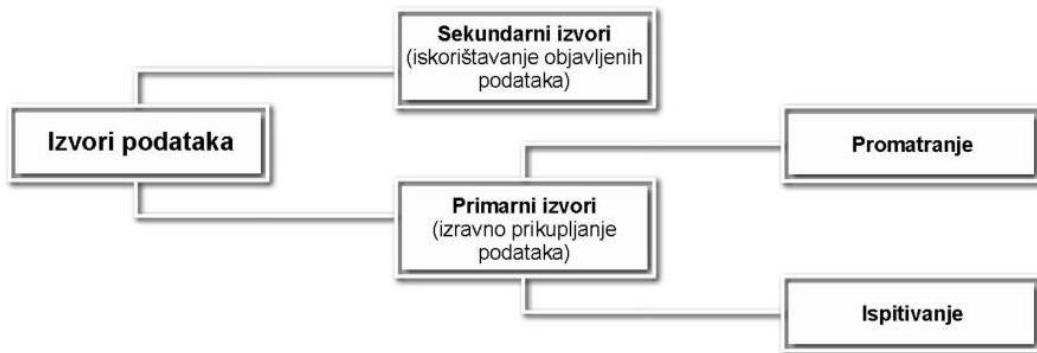 Sekundarni izvori
(iskorištavanje objavljenih
podataka)
Izvori podataka
Promatranje
Primarni izvori
(izravno prikupljanje
podataka)
Ispitivanje